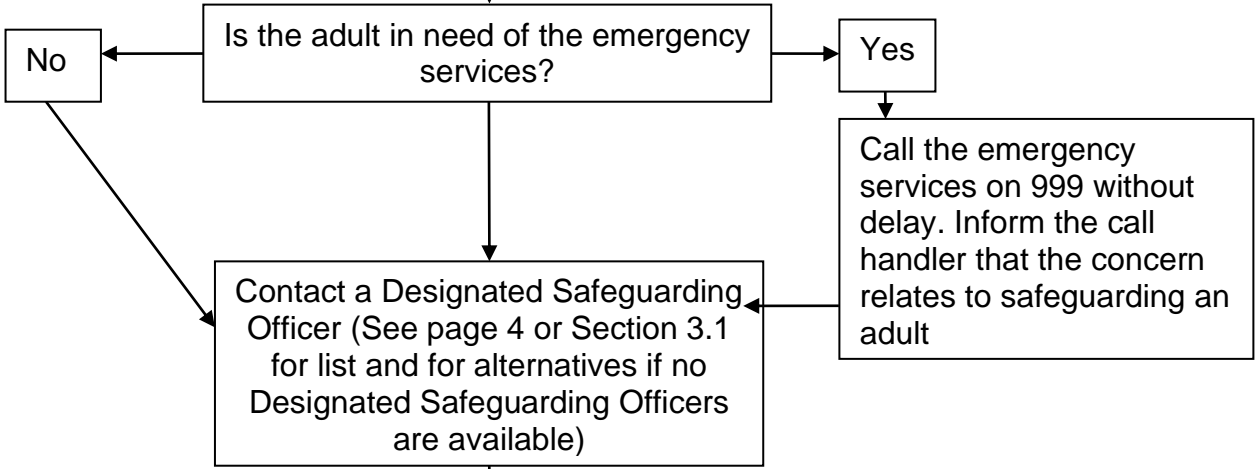 Is the adult in need of the emergency
services?
No
Yes
Call the emergency
services on 999 without
delay. Inform the call
handler that the concern
relates to safeguarding an
adult
Contact a Designated Safeguarding
Officer (See page 4 or Section 3.1
for list and for alternatives if no
Designated Safeguarding Officers
are available)